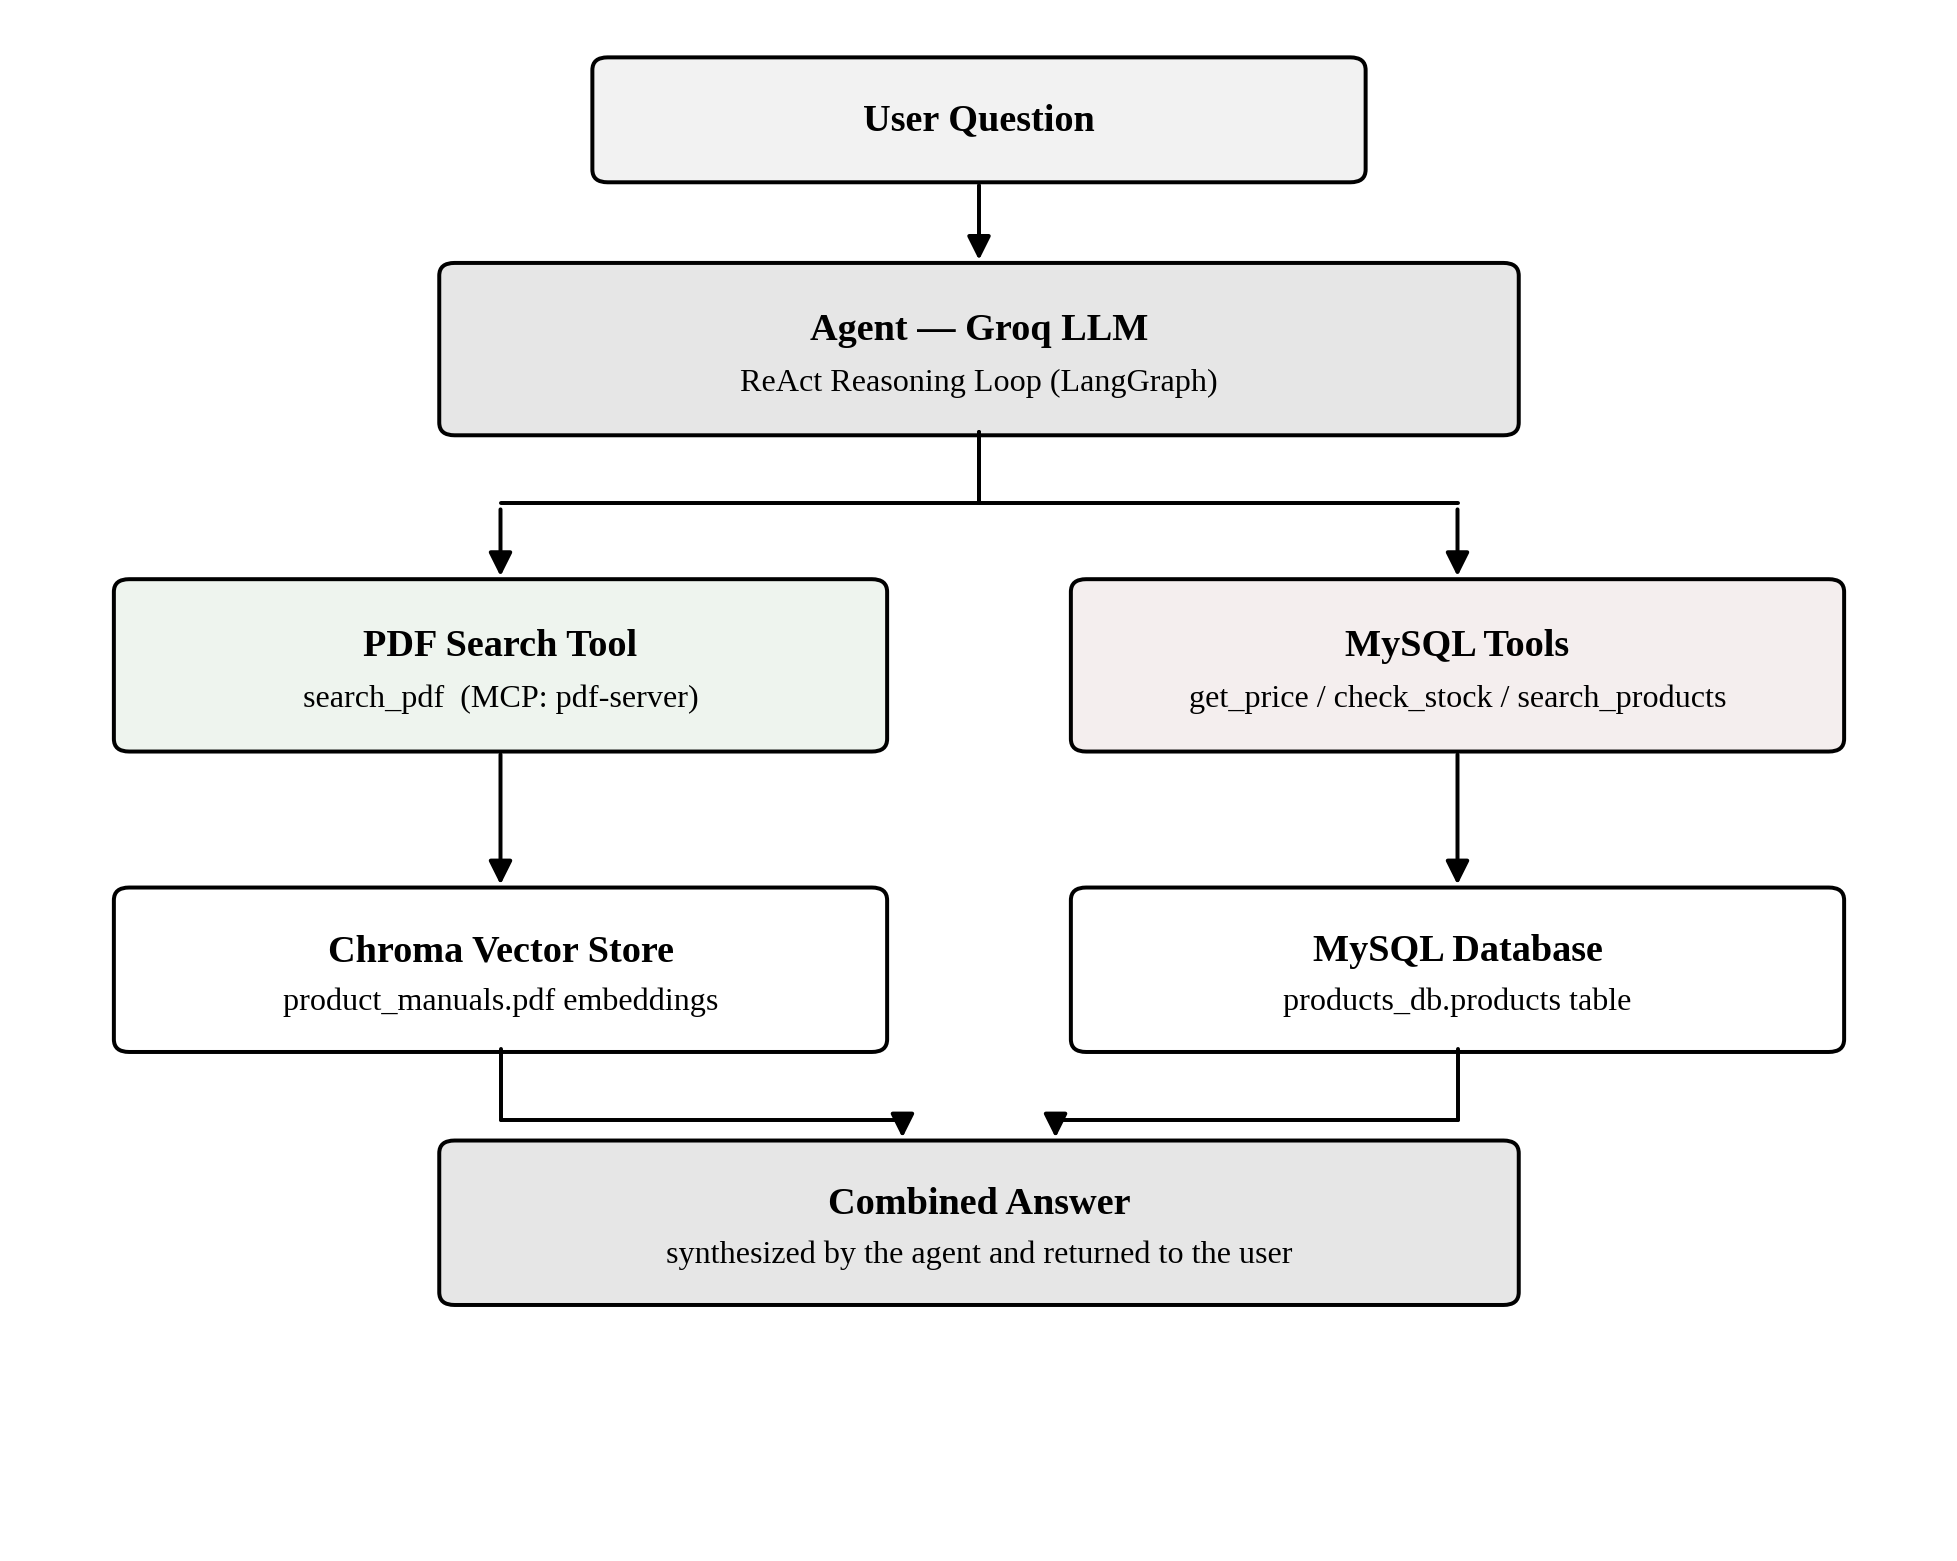 User Question
Agent — Groq LLM
ReAct Reasoning Loop (LangGraph)
PDF Search Tool
search_pdf  (MCP: pdf-server)
MySQL Tools
get_price / check_stock / search_products
Chroma Vector Store
product_manuals.pdf embeddings
MySQL Database
products_db.products table
Combined Answer
synthesized by the agent and returned to the user